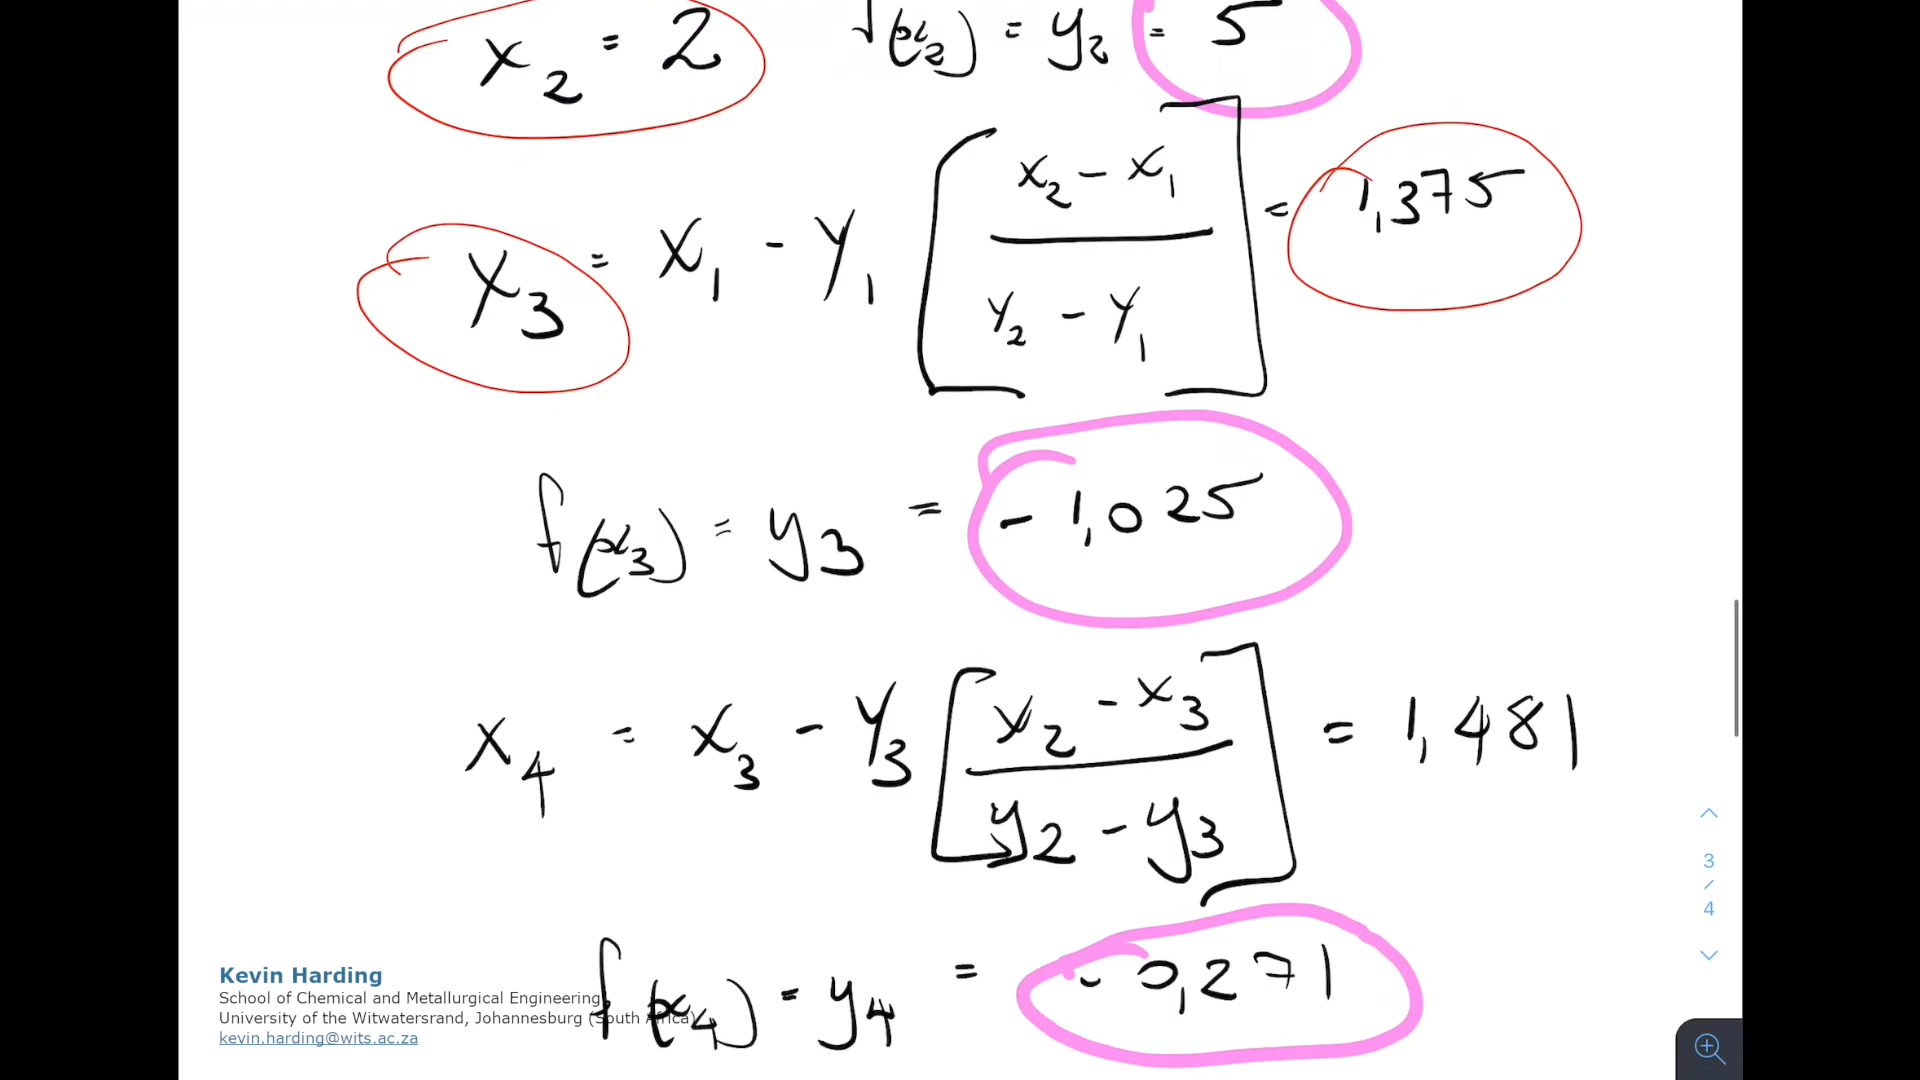 x₂ = 2 f(x₂) = y₂ = 5
x₃ = x₁ - y₁ [ x₂ - x₁ / y₂ - y₁ ] = 1,375
f(x₃) = y₃ = -1,025
x₄ = x₃ - y₃ [ x₂ - x₃ / y₂ - y₃ ] = 1,481
f(x₄) = y₄ = -0,271
Kevin Harding
School of Chemical and Metallurgical Engineering
University of the Witwatersrand, Johannesburg (South Africa)
kevin.harding@wits.ac.za
3
/
4